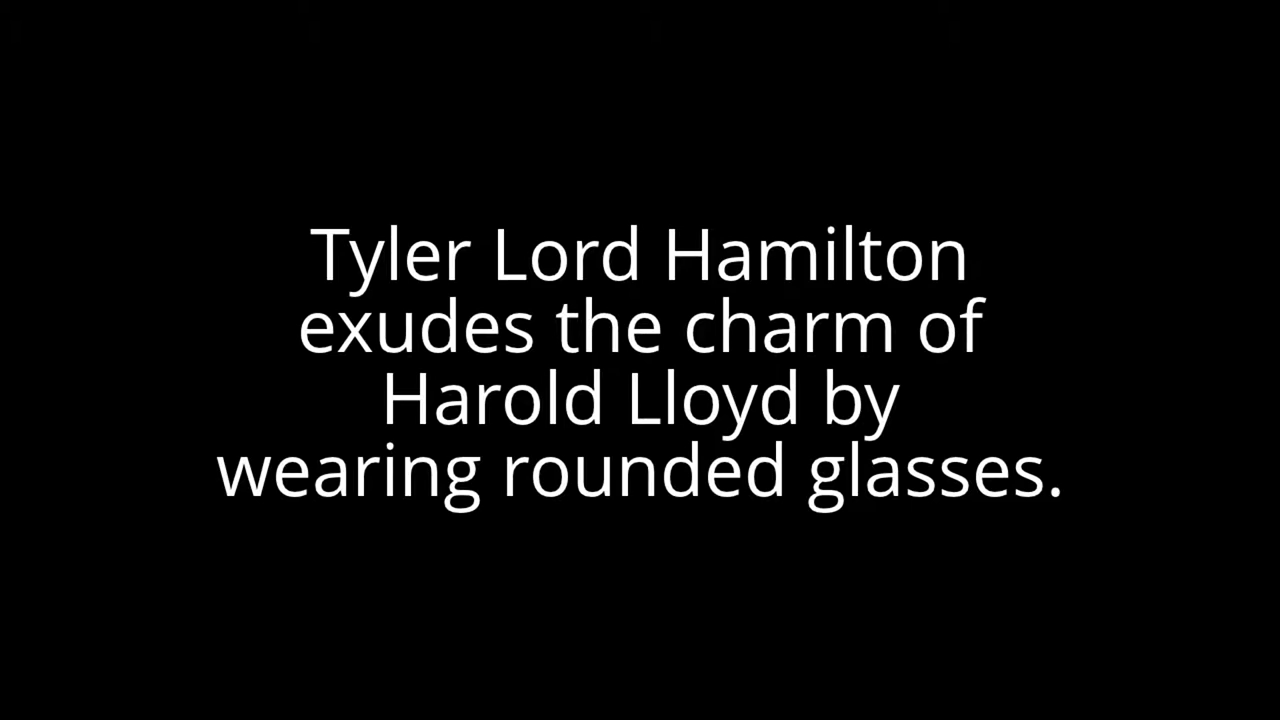 Tyler Lord Hamilton
exudes the charm of
Harold Lloyd by
wearing rounded glasses.